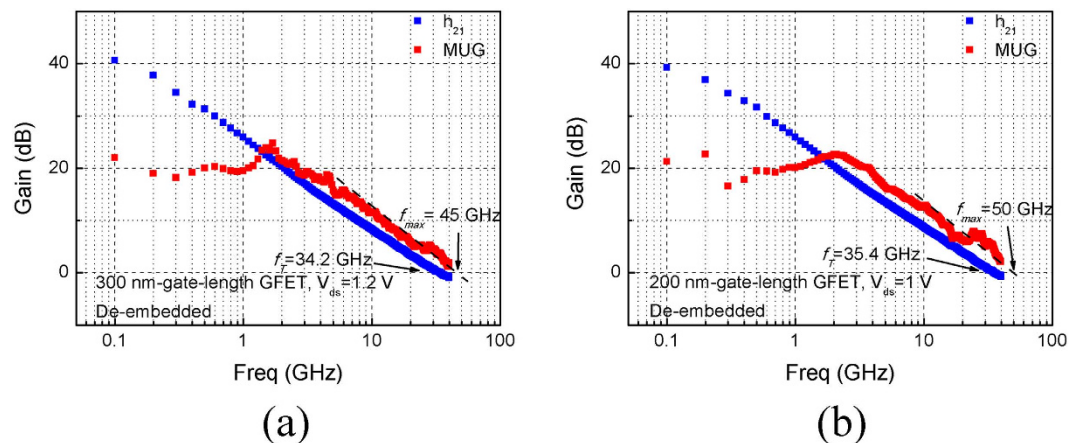 h21
MUG
40
20
0
Gain (dB)
fmax = 45 GHz
fT=34.2 GHz
300 nm-gate-length GFET, Vds=1.2 V
De-embedded
0.1 1 10 100
Freq (GHz)
(a)
h21
MUG
40
20
0
Gain (dB)
fmax=50 GHz
fT=35.4 GHz
200 nm-gate-length GFET, Vds=1 V
De-embedded
0.1 1 10 100
Freq (GHz)
(b)